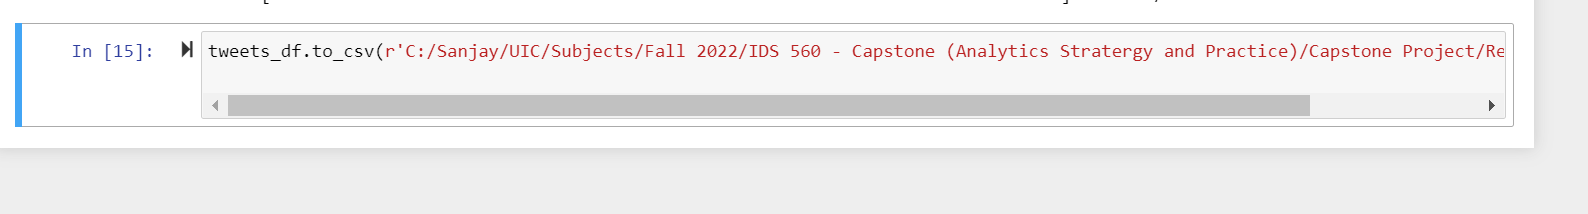 In [15]:
tweets_df.to_csv(r'C:/Sanjay/UIC/Subjects/Fall 2022/IDS 560 - Capstone (Analytics Stratergy and Practice)/Capstone Project/Re